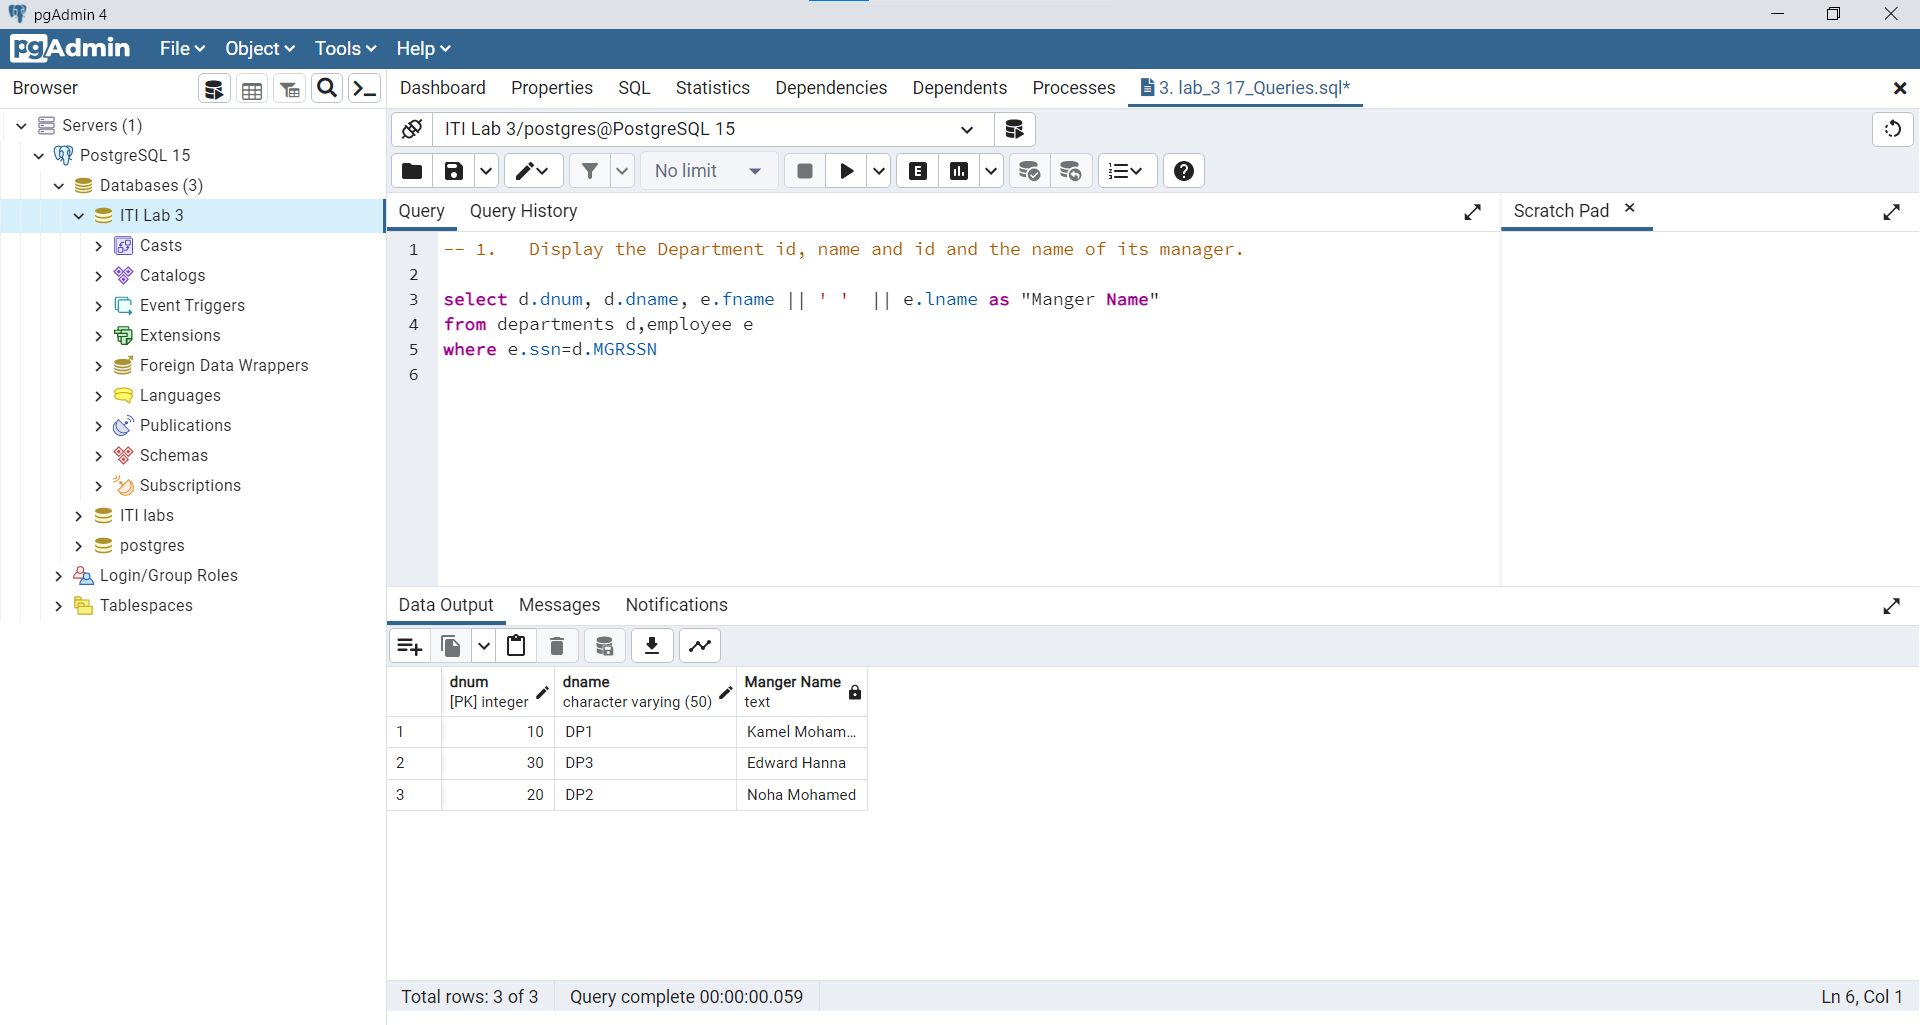 pgAdmin 4
pgAdmin File Object Tools Help
Browser
Dashboard Properties SQL Statistics Dependencies Dependents Processes 3. lab_3 17_Queries.sql*
Servers (1)
PostgreSQL 15
Databases (3)
ITI Lab 3
Casts
Catalogs
Event Triggers
Extensions
Foreign Data Wrappers
Languages
Publications
Schemas
Subscriptions
ITI labs
postgres
Login/Group Roles
Tablespaces
ITI Lab 3/postgres@PostgreSQL 15
No limit
E
Query Query History
Scratch Pad
1 -- 1.   Display the Department id, name and id and the name of its manager.
2
3 select d.dnum, d.dname, e.fname || ' '  || e.lname as "Manger Name"
4 from departments d,employee e
5 where e.ssn=d.MGRSSN
6
Data Output Messages Notifications
dnum dname Manger Name
[PK] integer character varying (50) text
1 10 DP1 Kamel Moham...
2 30 DP3 Edward Hanna
3 20 DP2 Noha Mohamed
Total rows: 3 of 3 Query complete 00:00:00.059 Ln 6, Col 1